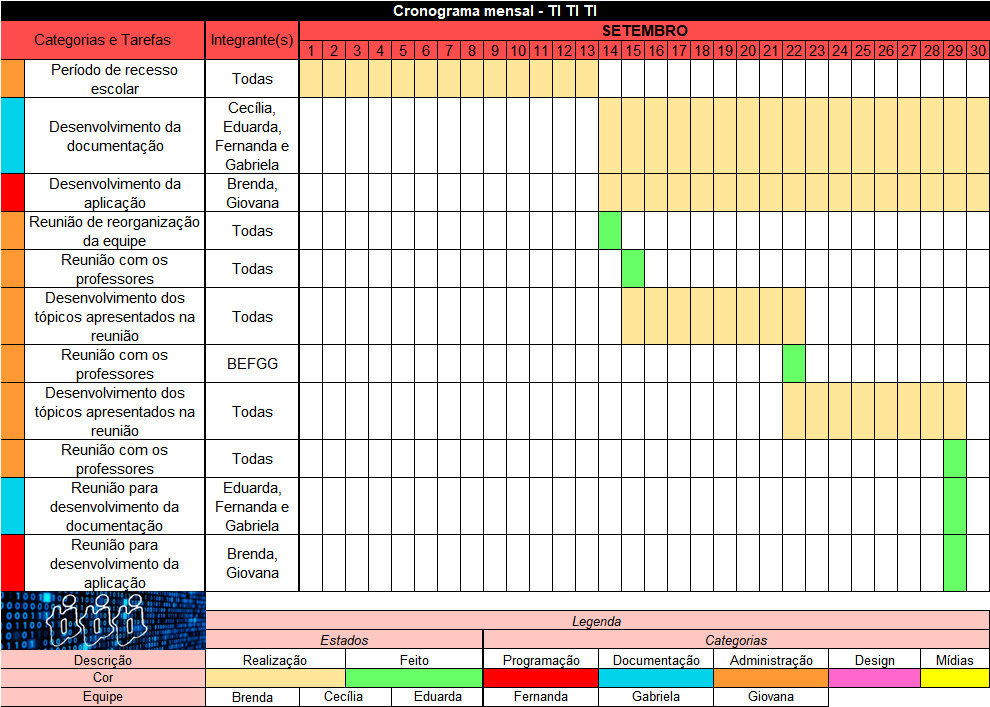 Cronograma mensal - TI TI TI
Categorias e Tarefas
Integrante(s)
SETEMBRO
1 2 3 4 5 6 7 8 9 10 11 12 13 14 15 16 17 18 19 20 21 22 23 24 25 26 27 28 29 30
Período de recesso
escolar
Todas
Desenvolvimento da
documentação
Cecília,
Eduarda,
Fernanda e
Gabriela
Desenvolvimento da
aplicação
Brenda,
Giovana
Reunião de reorganização
da equipe
Todas
Reunião com os
professores
Todas
Desenvolvimento dos
tópicos apresentados na
reunião
Todas
Reunião com os
professores
BEFGG
Desenvolvimento dos
tópicos apresentados na
reunião
Todas
Reunião com os
professores
Todas
Reunião para
desenvolvimento da
documentação
Eduarda,
Fernanda e
Gabriela
Reunião para
desenvolvimento da
aplicação
Brenda,
Giovana
Legenda
Estados Categorias
Descrição Realização Feito Programação Documentação Administração Design Mídias
Cor
Equipe Brenda Cecília Eduarda Fernanda Gabriela Giovana